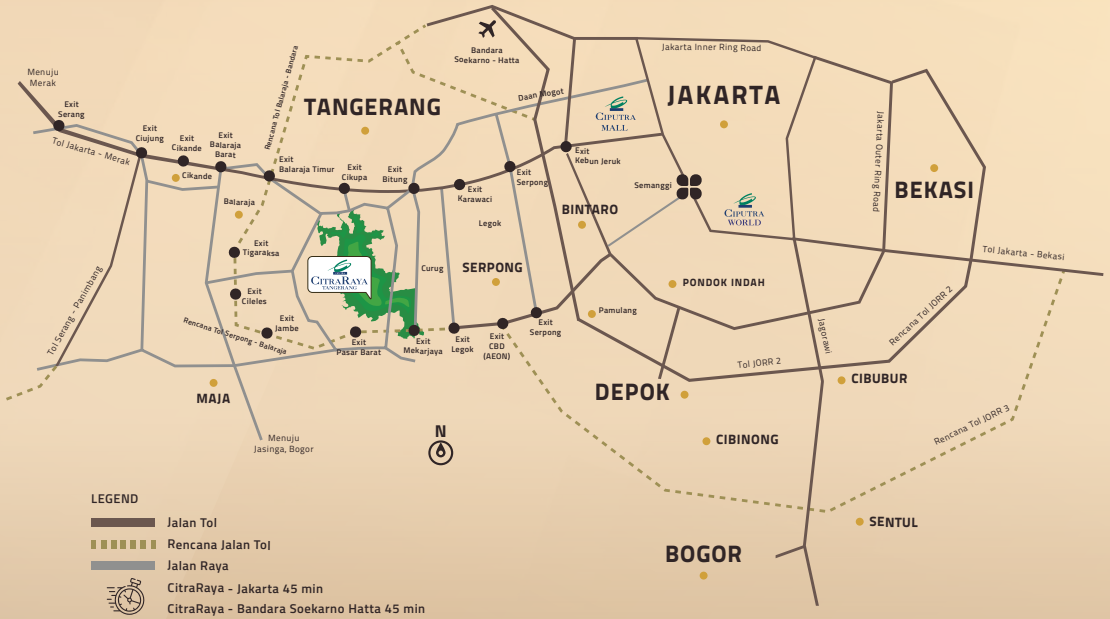 Menuju
Merak
Exit
Serang
Tol Jakarta - Merak
Exit
Ciujung
Exit
Cikande
Cikande
Exit
Balaraja
Barat
Rencana Tol Balaraja - Bandara
Exit
Balaraja Timur
TANGERANG
Exit
Cikupa
Exit
Bitung
Bandara
Soekarno - Hatta
Daan Mogot
Exit
Karawaci
Exit
Serpong
Jakarta Inner Ring Road
JAKARTA
CIPUTRA
MALL
Exit
Kebun Jeruk
Semanggi
CIPUTRA
WORLD
Jakarta Outer Ring Road
BEKASI
Tol Jakarta - Bekasi
Balaraja
Exit
Tigaraksa
Exit
Cileles
Exit
Jambe
Rencana Tol Serpong - Balaraja
CITRARAYA
TANGERANG
Exit
Pasar Barat
Exit
Mekarjaya
Curug
Legok
SERPONG
BINTARO
Exit
Legok
Exit
CBD
(AEON)
Exit
Serpong
Pamulang
PONDOK INDAH
Jagorawi
Rencana Tol JORR 2
Tol JORR 2
Tol Serang - Panimbang
MAJA
Menuju
Jasinga, Bogor
N
DEPOK
CIBUBUR
CIBINONG
Rencana Tol JORR 3
SENTUL
BOGOR
LEGEND
Jalan Tol
Rencana Jalan Tol
Jalan Raya
CitraRaya - Jakarta 45 min
CitraRaya - Bandara Soekarno Hatta 45 min